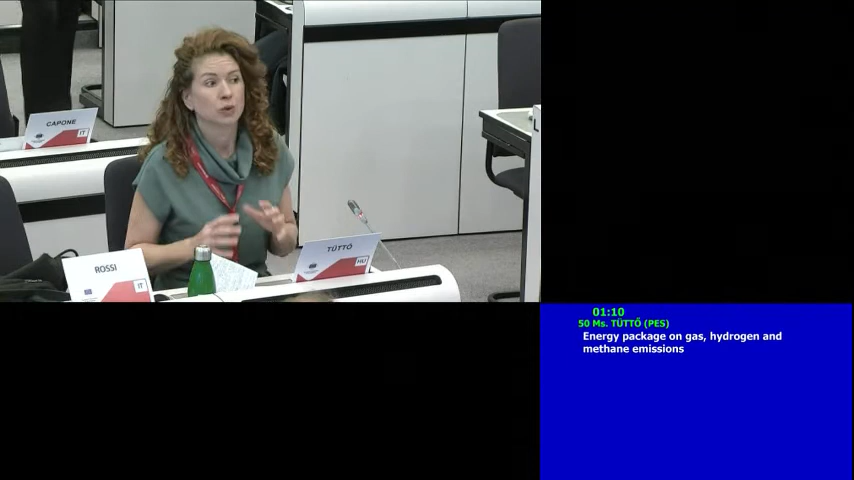 CAPONE
IT
TÜTTŐ
HU
ROSSI
IT
01:10
50 Ms. TÜTTŐ (PES)
Energy package on gas, hydrogen and
methane emissions